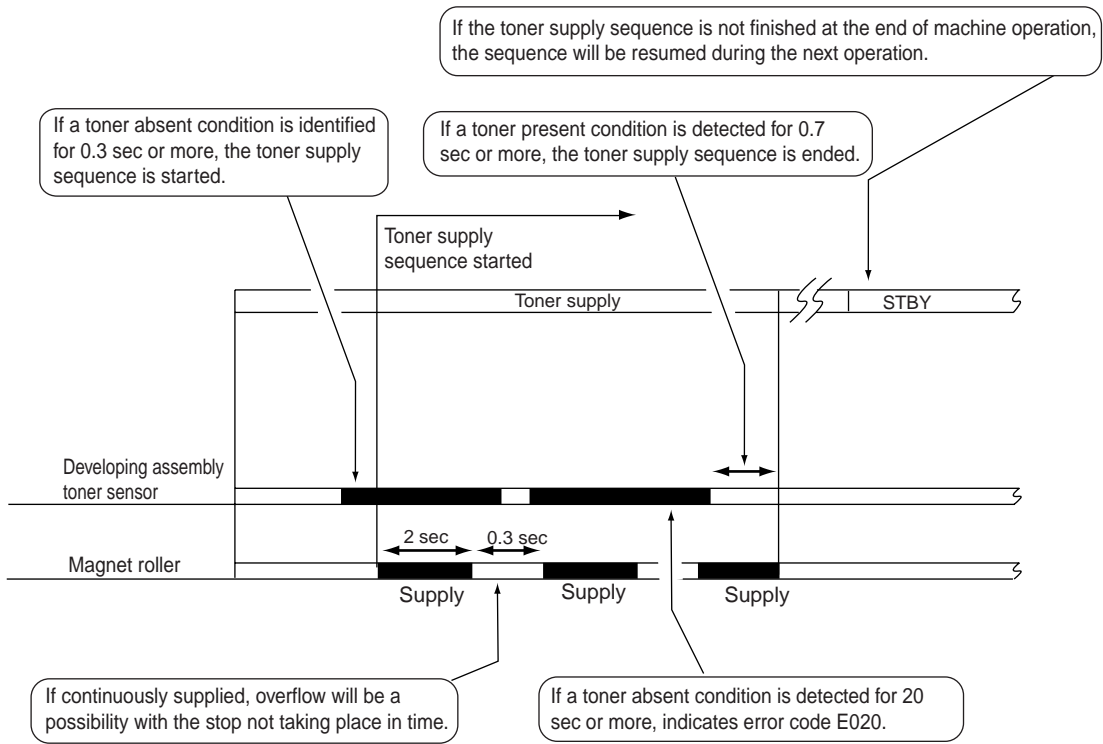 If the toner supply sequence is not finished at the end of machine operation,
the sequence will be resumed during the next operation.
If a toner absent condition is identified
for 0.3 sec or more, the toner supply
sequence is started.
If a toner present condition is detected for 0.7
sec or more, the toner supply sequence is ended.
Toner supply
sequence started
Toner supply
STBY
Developing assembly
toner sensor
2 sec
0.3 sec
Magnet roller
Supply
Supply
Supply
If continuously supplied, overflow will be a
possibility with the stop not taking place in time.
If a toner absent condition is detected for 20
sec or more, indicates error code E020.